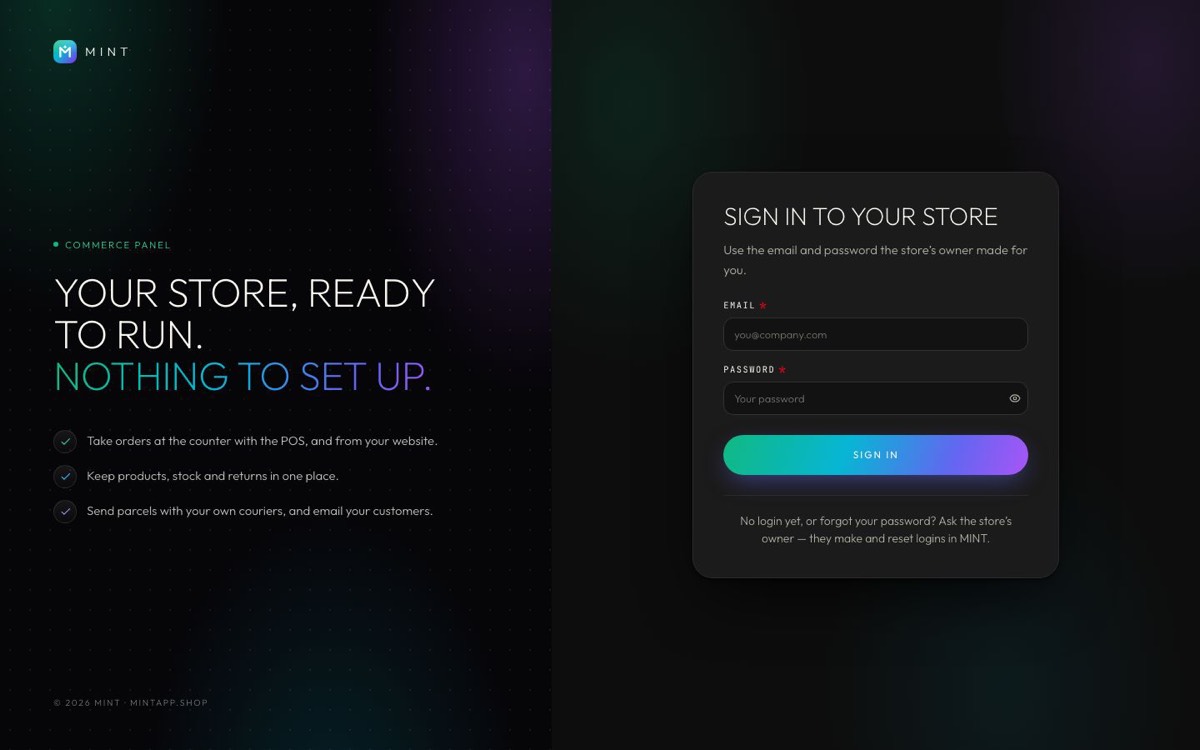 MINT
COMMERCE PANEL
YOUR STORE, READY
TO RUN.
NOTHING TO SET UP.
Take orders at the counter with the POS, and from your website.
Keep products, stock and returns in one place.
Send parcels with your own couriers, and email your customers.
© 2026 MINT · MINTAPP.SHOP
SIGN IN TO YOUR STORE
Use the email and password the store's owner made for
you.
EMAIL *
you@company.com
PASSWORD *
Your password
SIGN IN
No login yet, or forgot your password? Ask the store's
owner — they make and reset logins in MINT.